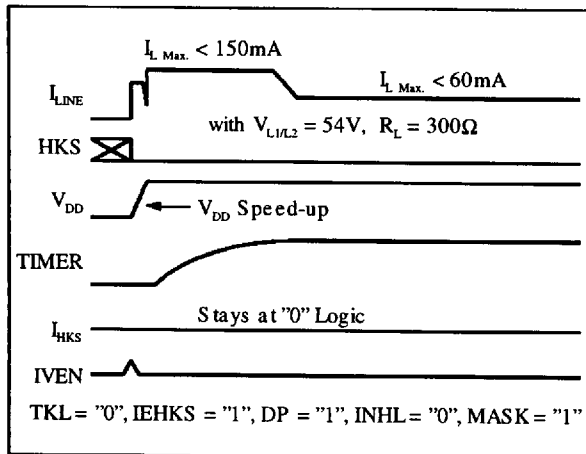 I_L Max. < 150mA
I_L Max. < 60mA
I_LINE
with V_L1/L2 = 54V, R_L = 300Ω
HKS
V_DD
V_DD Speed-up
TIMER
Stays at "0" Logic
I_HKS
IVEN
TKL = "0", IEHKS = "1", DP = "1", INHL = "0", MASK = "1"